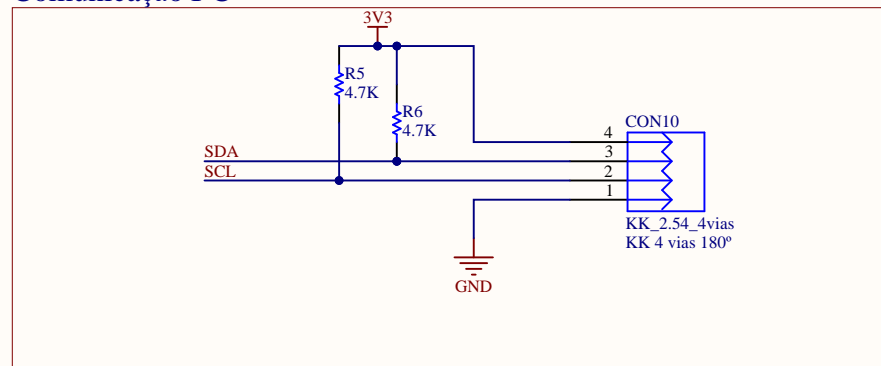 3V3
R5
4.7K
R6
4.7K
CON10
SDA
SCL
4
3
2
1
KK_2.54_4vias
KK 4 vias 180º
GND